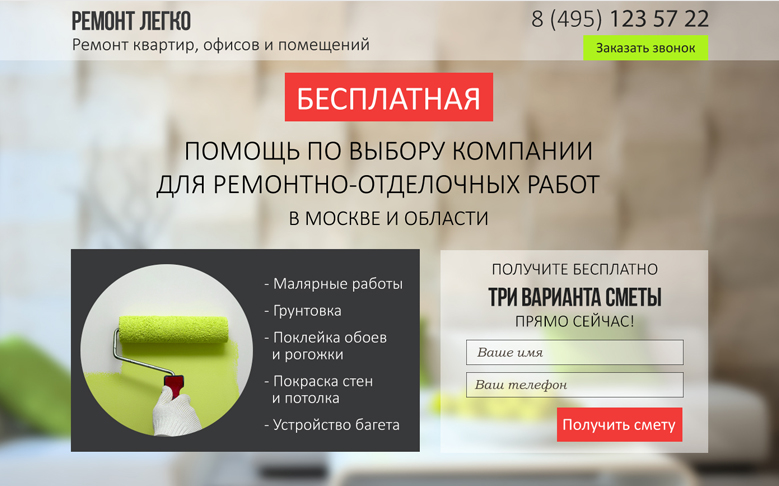 РЕМОНТ ЛЕГКО
Ремонт квартир, офисов и помещений
8 (495) 123 57 22
Заказать звонок
БЕСПЛАТНАЯ
ПОМОЩЬ ПО ВЫБОРУ КОМПАНИИ
ДЛЯ РЕМОНТНО-ОТДЕЛОЧНЫХ РАБОТ
В МОСКВЕ И ОБЛАСТИ
- Малярные работы
- Грунтовка
- Поклейка обоев
и рогожки
- Покраска стен
и потолка
- Устройство багета
ПОЛУЧИТЕ БЕСПЛАТНО
ТРИ ВАРИАНТА СМЕТЫ
ПРЯМО СЕЙЧАС!
Ваше имя
Ваш телефон
Получить смету